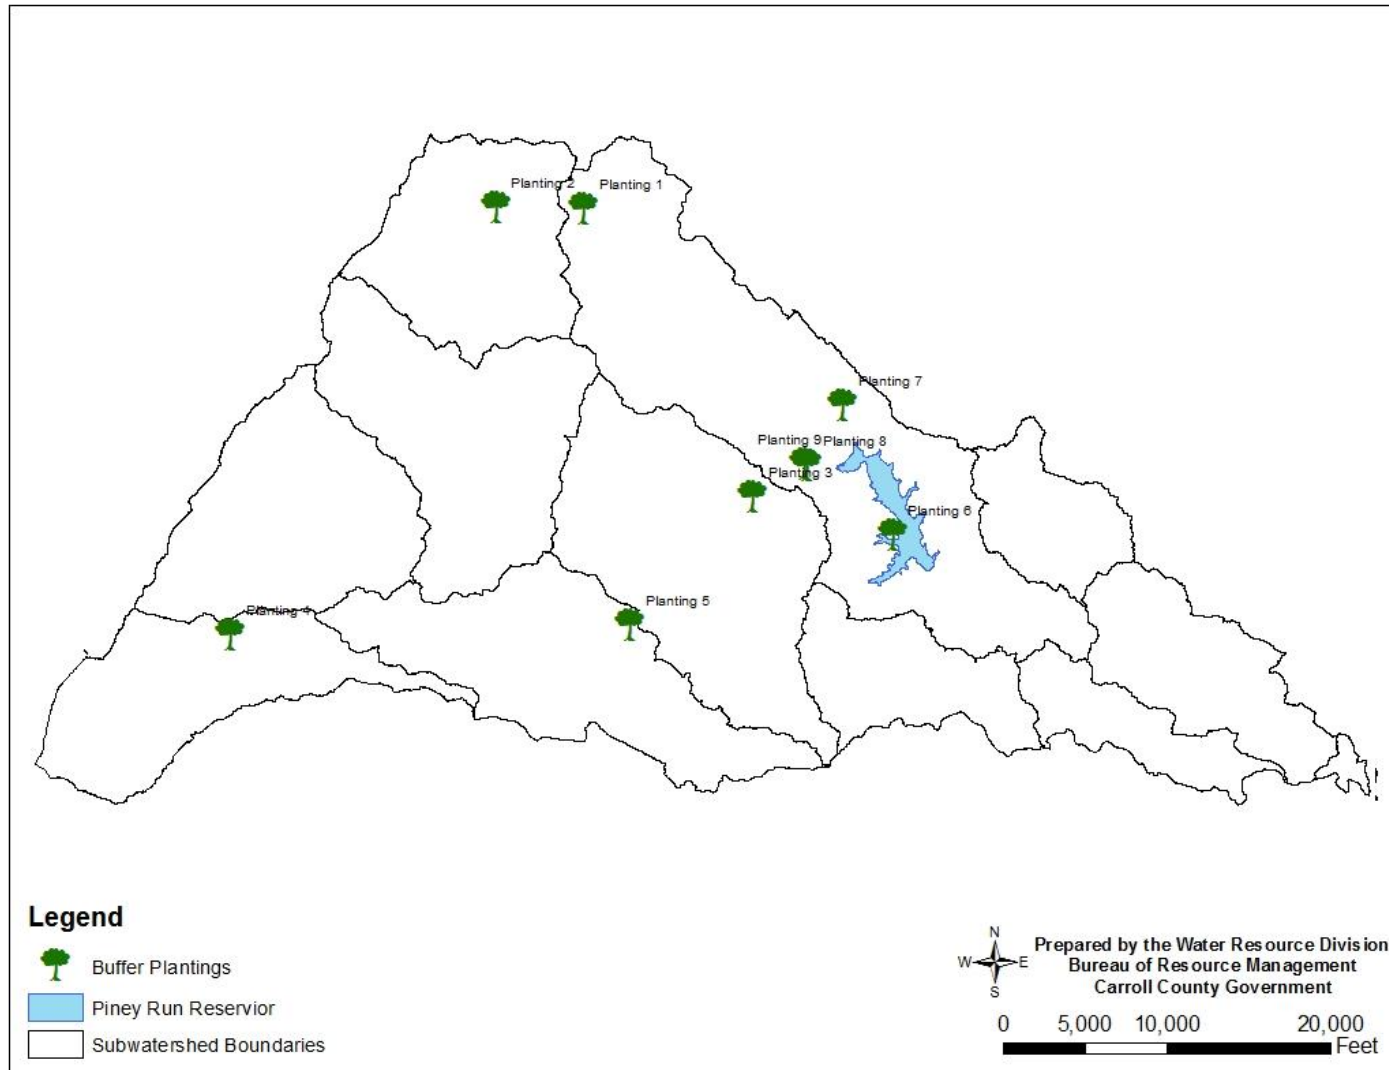 Planting 2
Planting 1
Planting 7
Planting 9
Planting 8
Planting 3
Planting 6
Planting 5
Planting 4
Legend
Buffer Plantings
Piney Run Reservior
Subwatershed Boundaries
N
W E
S
Prepared by the Water Resource Division
Bureau of Resource Management
Carroll County Government
0 5,000 10,000 20,000
Feet